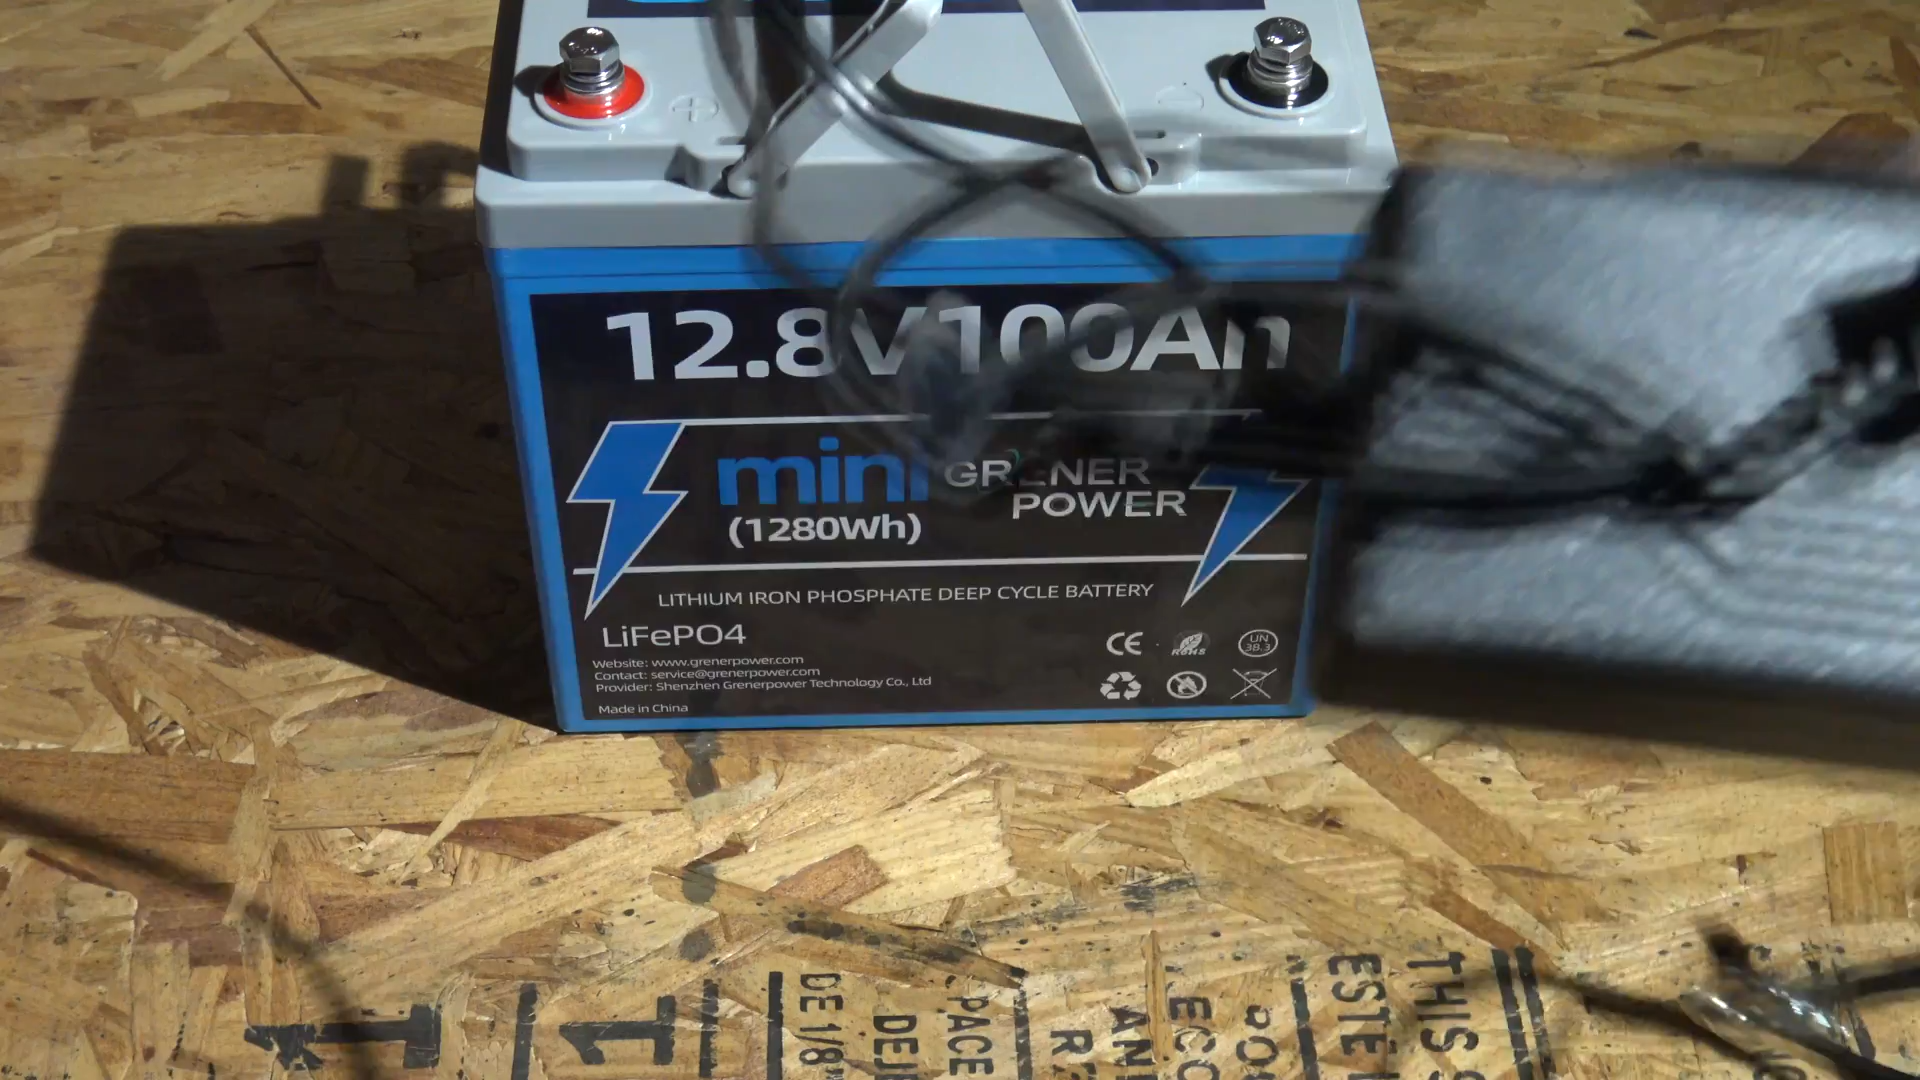 12.8V100Ah
mini GRENER
POWER
(1280Wh)
LITHIUM IRON PHOSPHATE DEEP CYCLE BATTERY
LiFePO4
Website: www.grenerpower.com
Contact: service@grenerpower.com
Provider: Shenzhen Grenerpower Technology Co., Ltd
Made in China
CE
ROHS
UN
38.3
THIS
ESTE
DE 1/8"